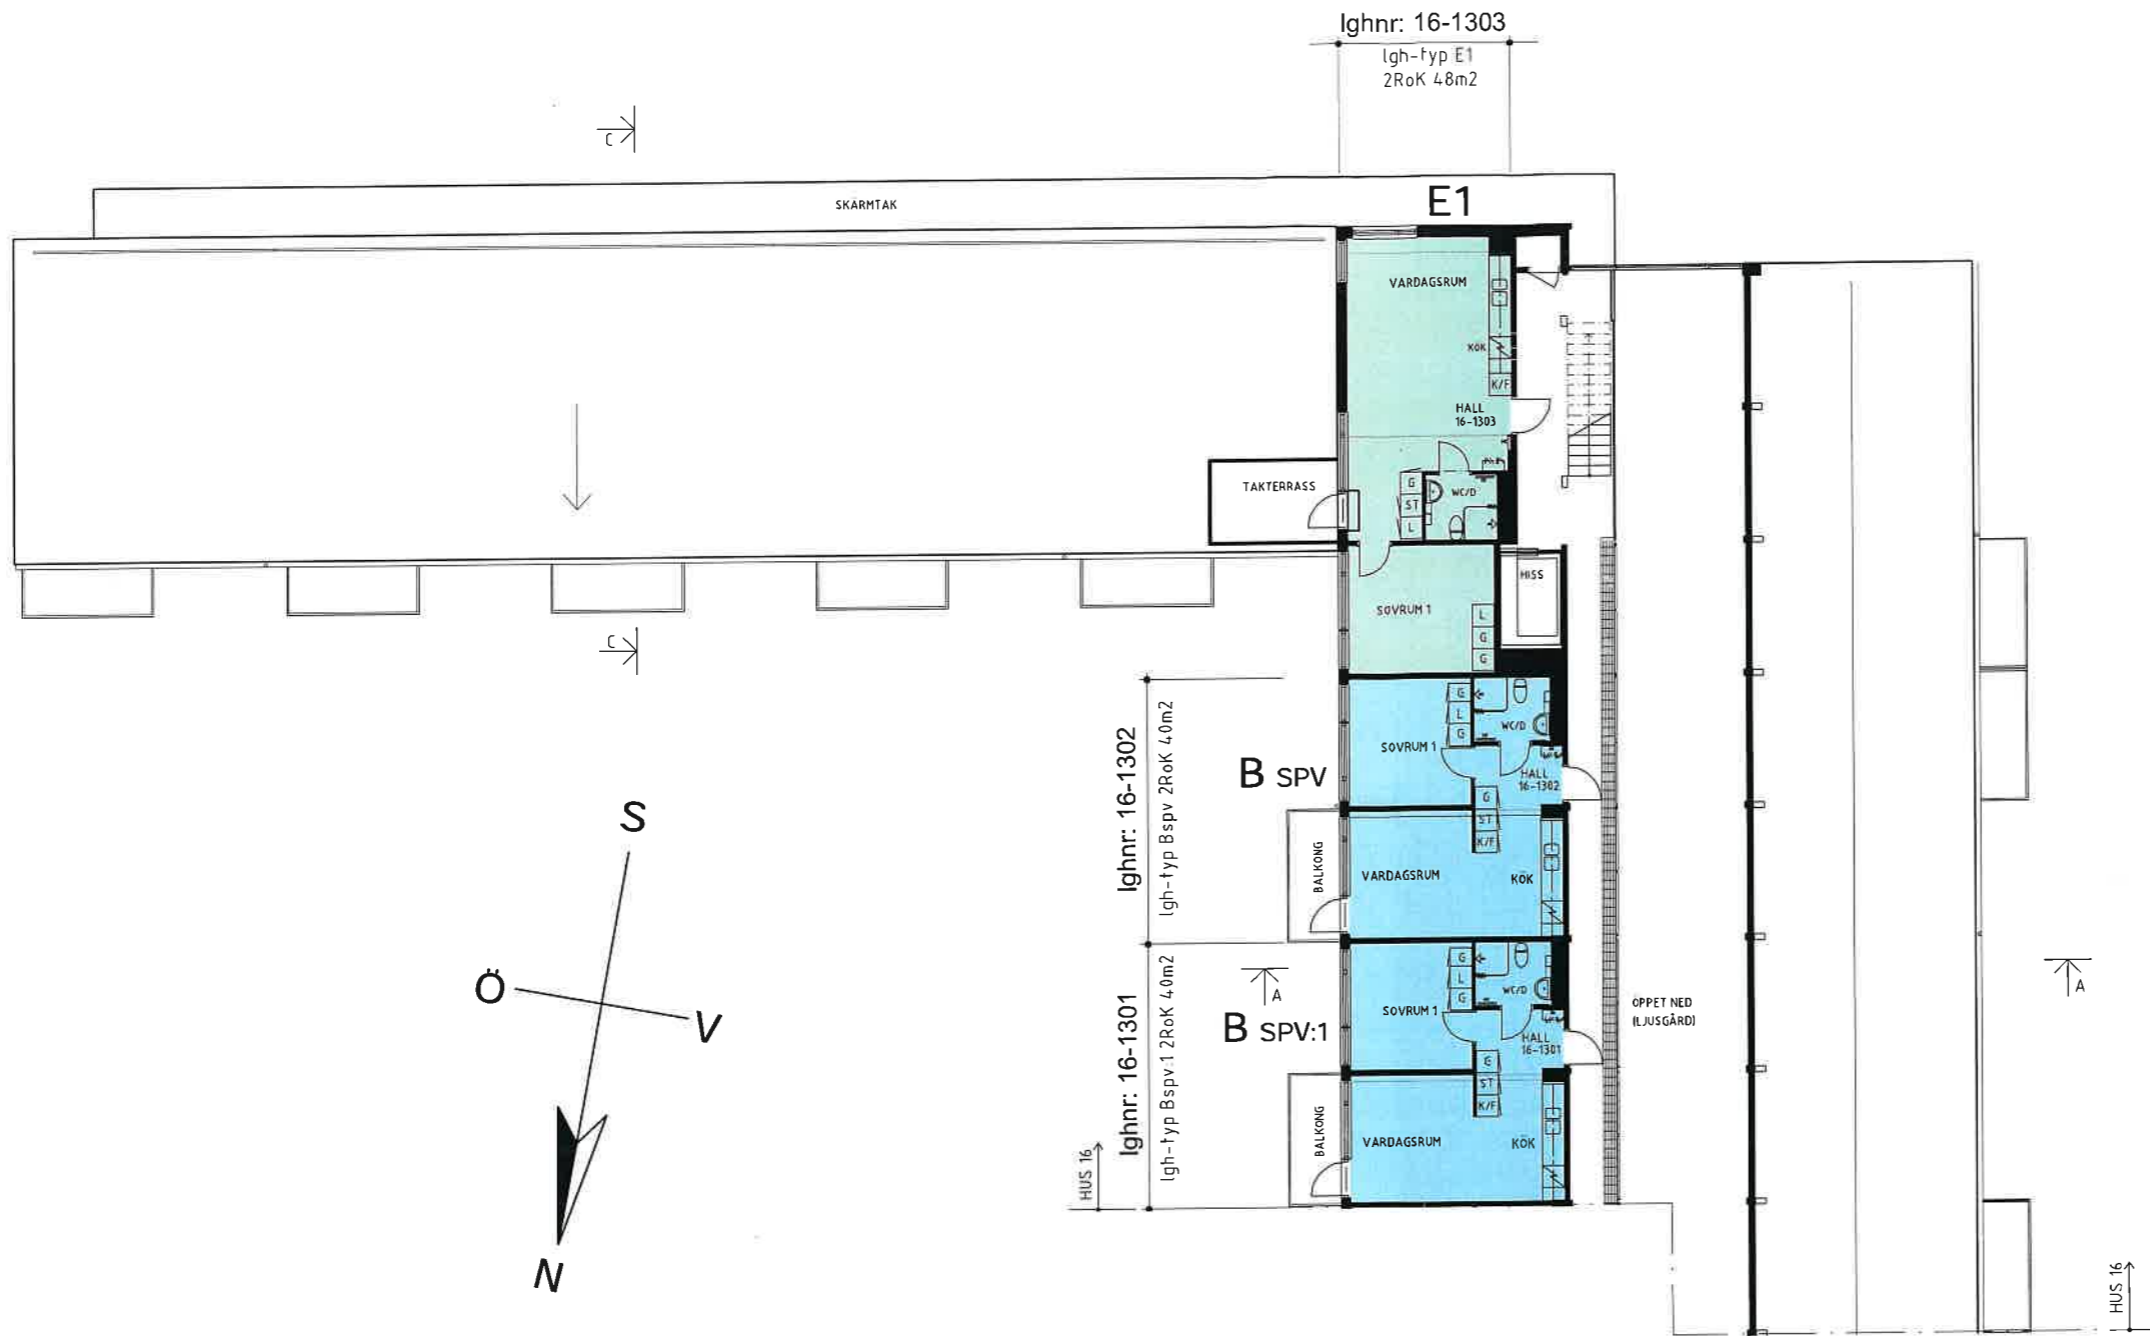 lghnr: 16-1303
lgh-typ E1
2RoK 48m2
C
SKÄRMTAK
E1
VARDAGSRUM
KÖK
K/F
HALL
16-1303
TAKTERRASS
G
ST
L
WC/D
HISS
SOVRUM 1
L
G
G
C
lghnr: 16-1302
lgh-typ Bspv 2RoK 40m2
B SPV
G
L
G
WC/D
SOVRUM 1
HALL
16-1302
G
ST
K/F
BALKONG
VARDAGSRUM
KÖK
S
Ö
V
N
lghnr: 16-1301
lgh-typ Bspv:1 2RoK 40m2
A
B SPV:1
G
L
G
WC/D
SOVRUM 1
HALL
16-1301
G
ST
K/F
BALKONG
VARDAGSRUM
KÖK
ÖPPET NED
(LJUSGÅRD)
A
HUS 16
HUS 16